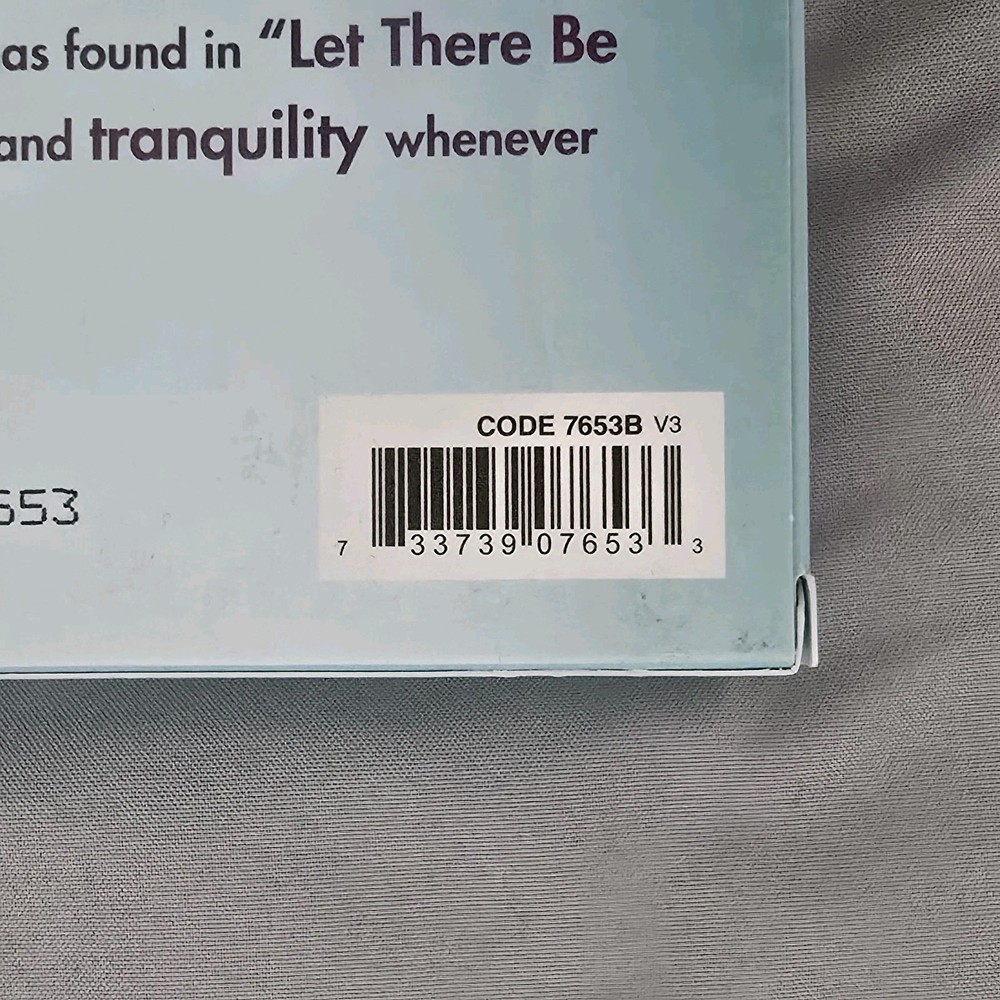 as found in “Let There Be
and tranquility whenever
CODE 7653B V3
653
7 33739 07653 3